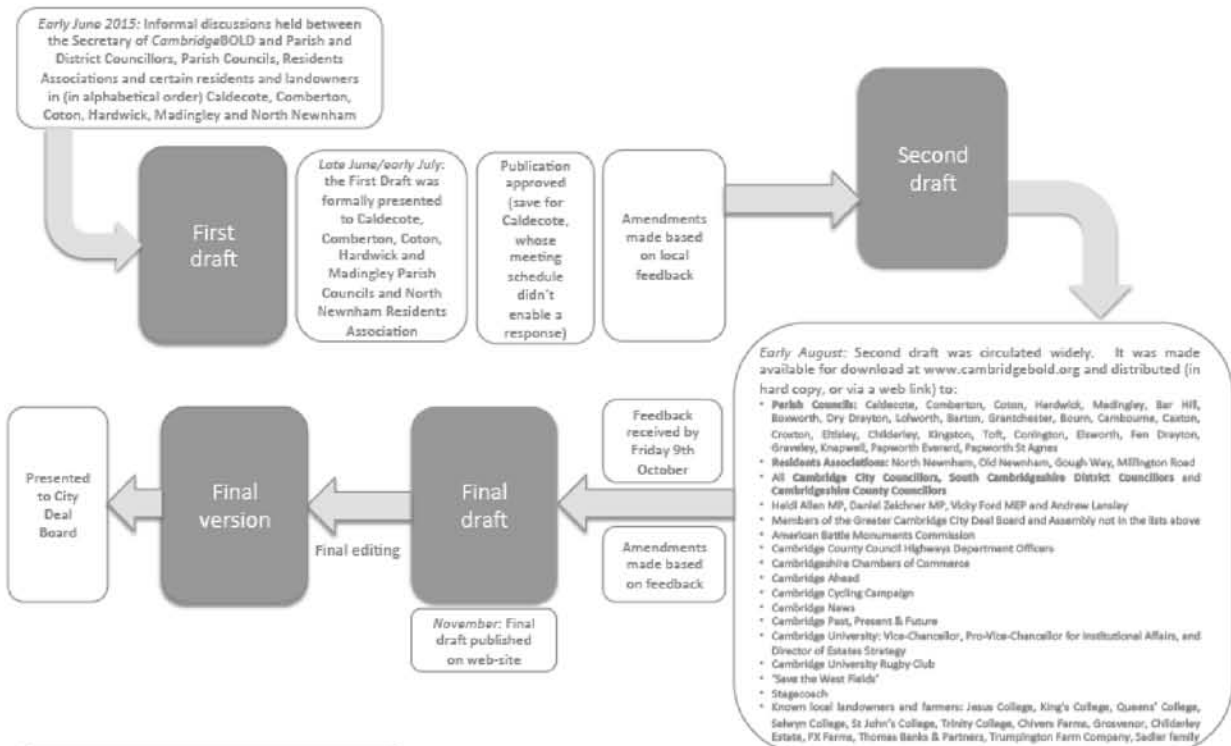 Early June 2015: Informal discussions held between
the Secretary of CambridgeBOLD and Parish and
District Councillors, Parish Councils, Residents
Associations and certain residents and landowners
in (in alphabetical order) Caldecote, Comberton,
Coton, Hardwick, Madingley and North Newnham
First
draft
Late June/early July:
the First Draft was
formally presented
to Caldecote,
Comberton, Coton,
Hardwick and
Madingley Parish
Councils and North
Newnham Residents
Association
Publication
approved
(save for
Caldecote,
whose
meeting
schedule
didn't
enable a
response)
Amendments
made based
on local
feedback
Second
draft
Early August: Second draft was circulated widely. It was made
available for download at www.cambridgebold.org and distributed (in
hard copy, or via a web link) to:
• Parish Councils: Caldecote, Comberton, Coton, Hardwick, Madingley, Bar Hill,
Boxworth, Dry Drayton, Lolworth, Barton, Grantchester, Bourn, Cambourne, Caxton,
Croxton, Eltisley, Childerley, Kingston, Toft, Conington, Elsworth, Fen Drayton,
Graveley, Knapwell, Papworth Everard, Papworth St Agnes
• Residents Associations: North Newnham, Old Newnham, Gough Way, Millington Road
• All Cambridge City Councillors, South Cambridgeshire District Councillors and
Cambridgeshire County Councillors
• Heidi Allen MP, Daniel Zeichner MP, Vicky Ford MEP and Andrew Lansley
• Members of the Greater Cambridge City Deal Board and Assembly not in the lists above
• American Battle Monuments Commission
• Cambridge County Council Highways Department Officers
• Cambridgeshire Chambers of Commerce
• Cambridge Ahead
• Cambridge Cycling Campaign
• Cambridge News
• Cambridge Past, Present & Future
• Cambridge University: Vice-Chancellor, Pro-Vice-Chancellor for Institutional Affairs, and
Director of Estates Strategy
• Cambridge University Rugby Club
• 'Save the West Fields'
• Stagecoach
• Known local landowners and farmers: Jesus College, King's College, Queens' College,
Selwyn College, St John's College, Trinity College, Chivers Farms, Grosvenor, Childerley
Estate, FX Farms, Thomas Banks & Partners, Trumpington Farm Company, Sadler family
Feedback
received by
Friday 9th
October
Amendments
made based
on feedback
Final
draft
November: Final
draft published
on web-site
Final editing
Final
version
Presented
to City
Deal
Board